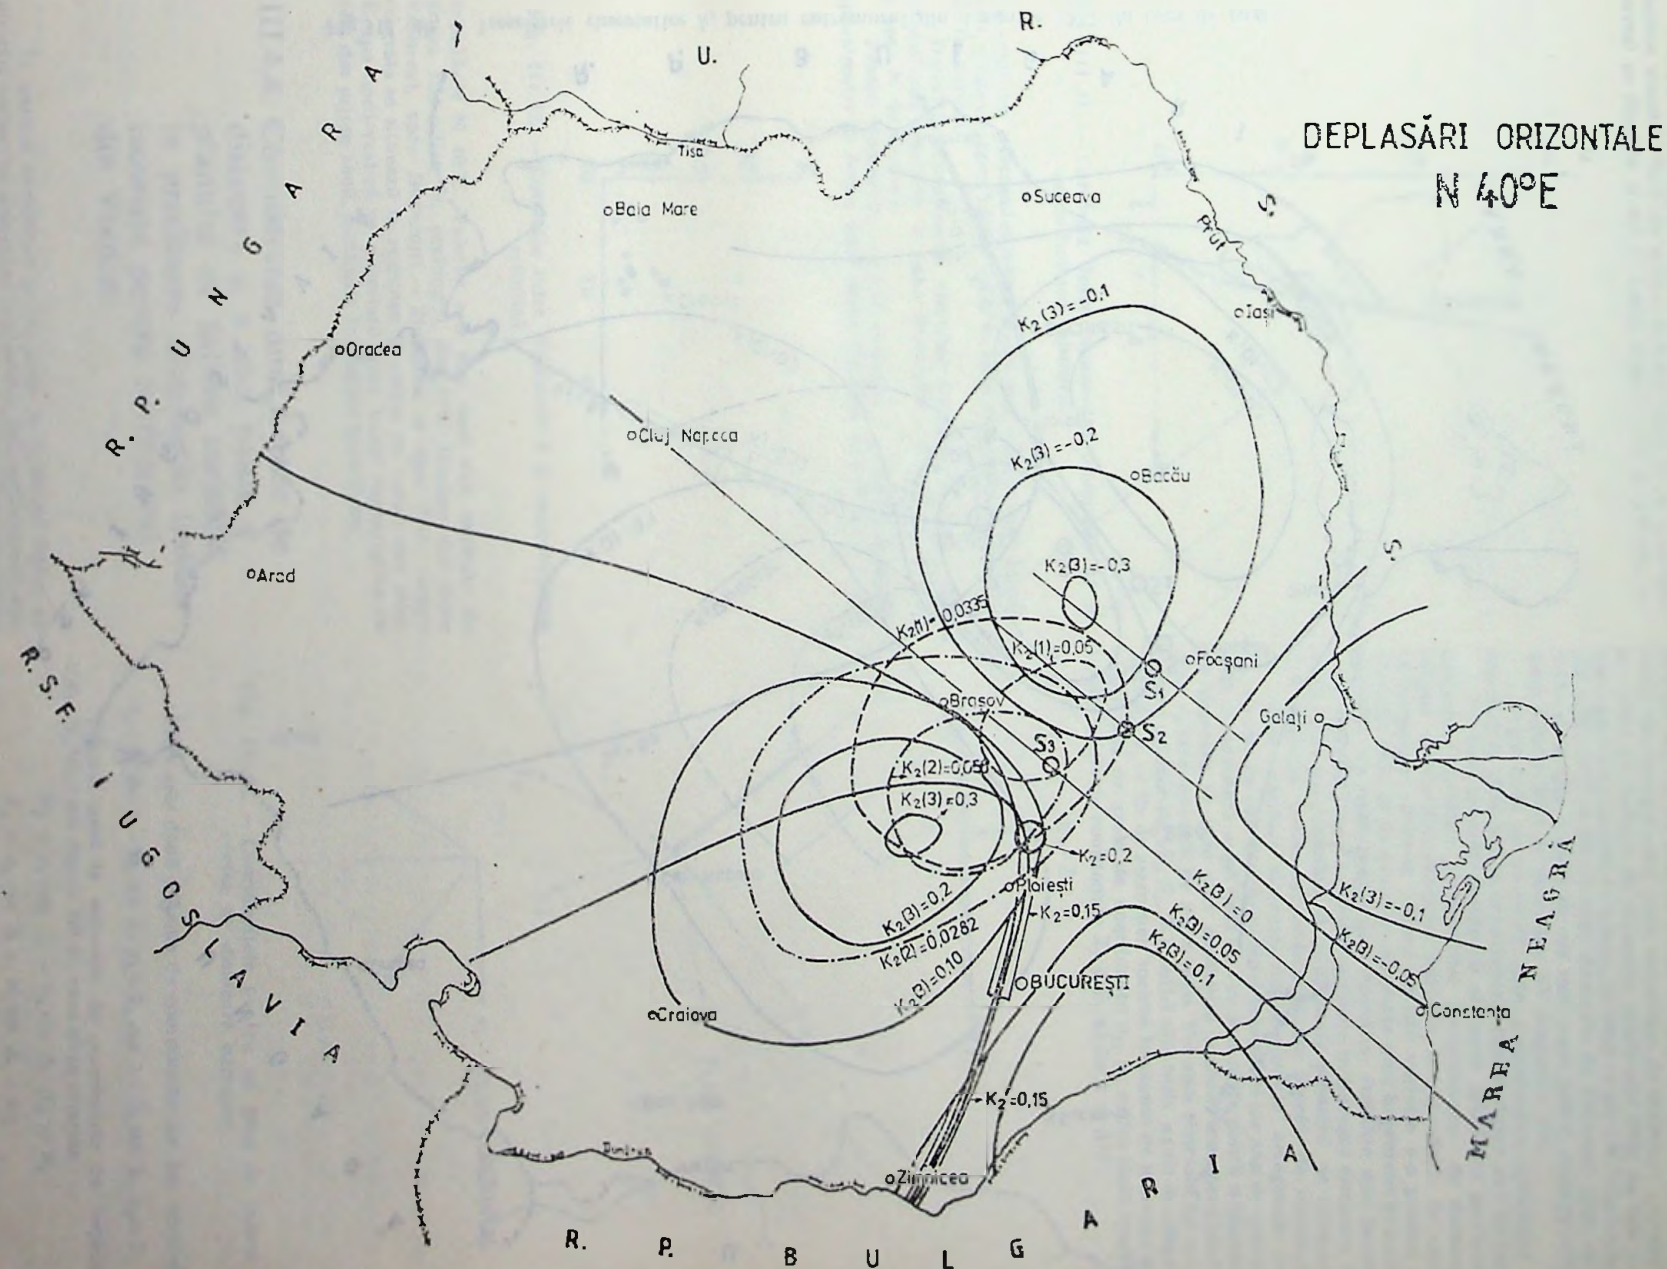 R.
U.
DEPLASĂRI ORIZONTALE
N 40°E
Tisa
Baia Mare
Suceava
S.
Prut
Iași
K₂(3)=-0,1
Oradea
R. P. UNGARA
Cluj Napoca
K₂(3)=-0,2
Bacău
S.
K₂(3)=-0,3
Arad
K₂(1)=0,0335
K₂(1)=0,05
Focșani
S₁
R.S.F. IUGOSLAVIA
Brașov
Galați
S₂
S₃
K₂(2)=0,056
K₂(3)=0,3
K₂=0,2
Ploiești
K₂(3)=0
K₂(3)=-0,1
K₂(3)=0,2
K₂=0,15
K₂(3)=0,05
K₂(2)=0,0282
K₂(3)=0,1
K₂(3)=-0,05
K₂(3)=0,10
BUCUREȘTI
MAREA NEAGRĂ
Craiova
Constanța
K₂=0,15
Zimnicea
R. P. BULGARIA